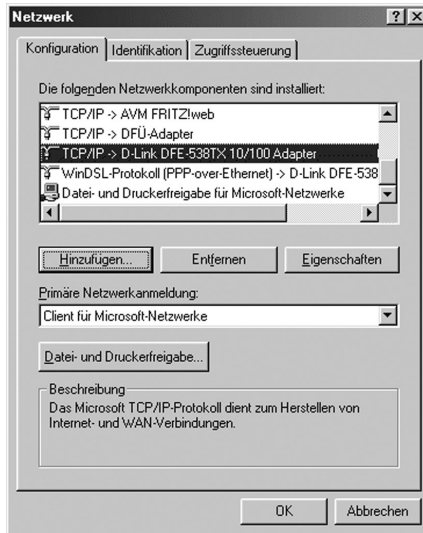 Netzwerk
Konfiguration Identifikation Zugriffssteuerung
Die folgenden Netzwerkkomponenten sind installiert:
TCP/IP -> AVM FRITZ!web
TCP/IP -> DFÜ-Adapter
TCP/IP -> D-Link DFE-538TX 10/100 Adapter
WinDSL-Protokoll (PPP-over-Ethernet) -> D-Link DFE-538
Datei- und Druckerfreigabe für Microsoft-Netzwerke
Hinzufügen... Entfernen Eigenschaften
Primäre Netzwerkanmeldung:
Client für Microsoft-Netzwerke
Datei- und Druckerfreigabe...
Beschreibung
Das Microsoft TCP/IP-Protokoll dient zum Herstellen von
Internet- und WAN-Verbindungen.
OK Abbrechen